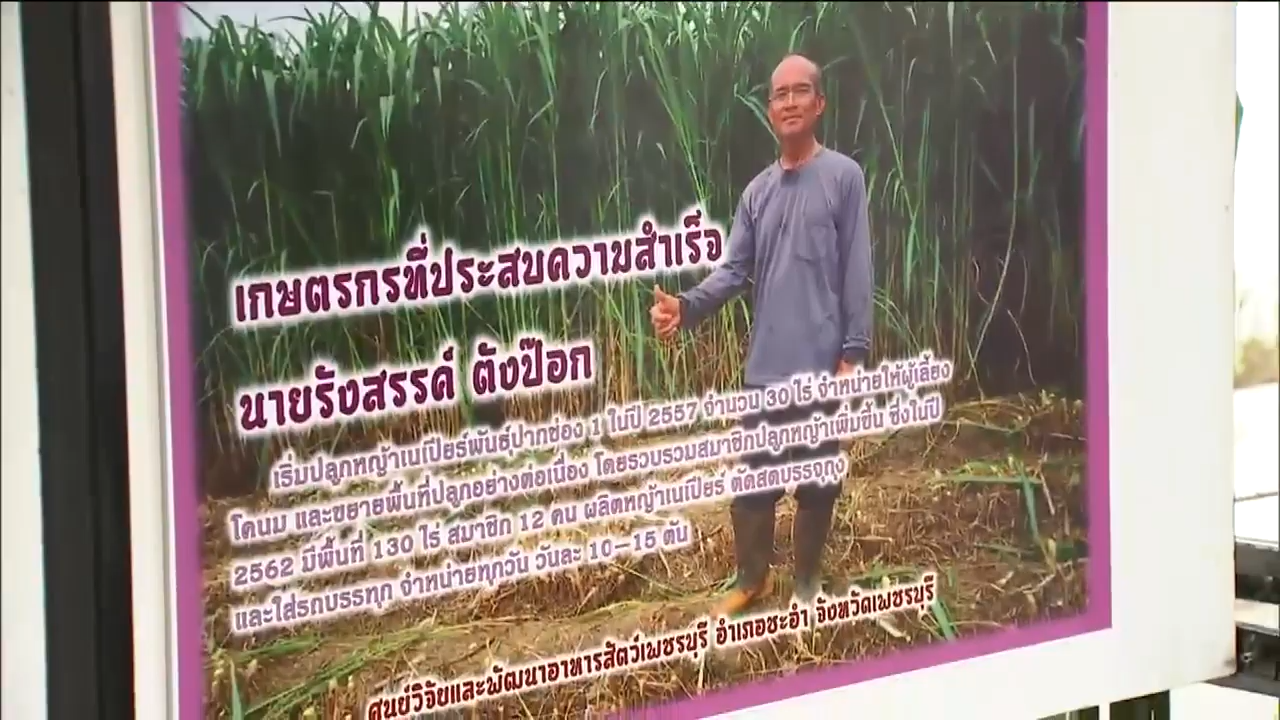 เกษตรกรที่ประสบความสำเร็จ
นายรังสรรค์ ตังป๊อก
เริ่มปลูกหญ้าเนเปียร์พันธุ์ปากช่อง 1 ในปี 2557 จำนวน 30 ไร่ จำหน่ายให้ผู้เลี้ยง
โคนม และขยายพื้นที่ปลูกอย่างต่อเนื่อง โดยรวบรวมสมาชิกปลูกหญ้าเพิ่มขึ้น ซึ่งในปี
2562 มีพื้นที่ 130 ไร่ สมาชิก 12 คน ผลิตหญ้าเนเปียร์ ตัดสดบรรจุถุง
และใส่รถบรรทุก จำหน่ายทุกวัน วันละ 10-15 ตัน
ศูนย์วิจัยและพัฒนาอาหารสัตว์เพชรบุรี อำเภอชะอำ จังหวัดเพชรบุรี